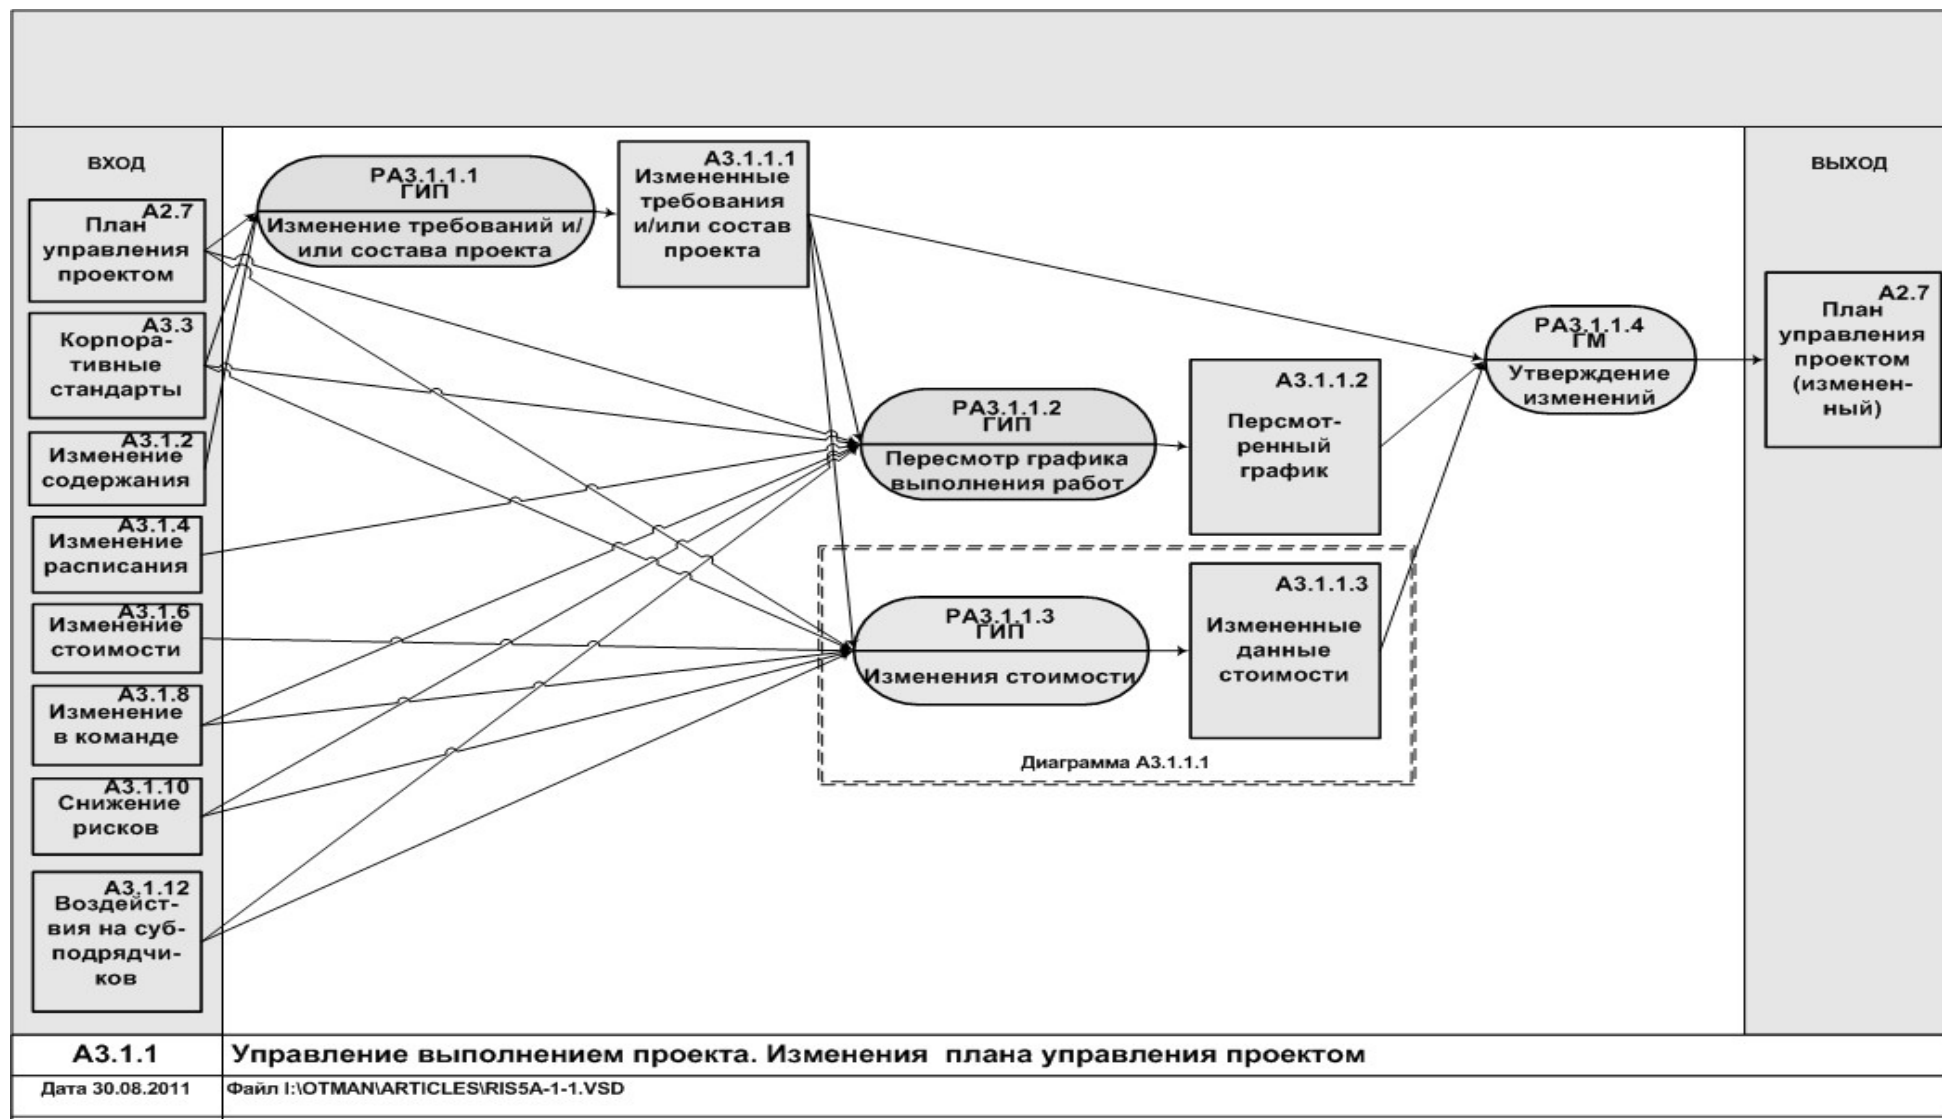 ВХОД
А2.7
План
управления
проектом
А3.3
Корпора-
тивные
стандарты
А3.1.2
Изменение
содержания
А3.1.4
Изменение
расписания
А3.1.6
Изменение
стоимости
А3.1.8
Изменение
в команде
А3.1.10
Снижение
рисков
А3.1.12
Воздейст-
вия на суб-
подрядчи-
ков
РА3.1.1.1
ГИП
Изменение требований и/
или состава проекта
А3.1.1.1
Измененные
требования
и/или состав
проекта
РА3.1.1.2
ГИП
Пересмотр графика
выполнения работ
А3.1.1.2
Персмот-
ренный
график
РА3.1.1.3
ГИП
Изменения стоимости
А3.1.1.3
Измененные
данные
стоимости
Диаграмма А3.1.1.1
РА3.1.1.4
ГМ
Утверждение
изменений
ВЫХОД
А2.7
План
управления
проектом
(изменен-
ный)
А3.1.1
Управление выполнением проекта. Изменения плана управления проектом
Дата 30.08.2011
Файл I:\OTMAN\ARTICLES\RIS5A-1-1.VSD